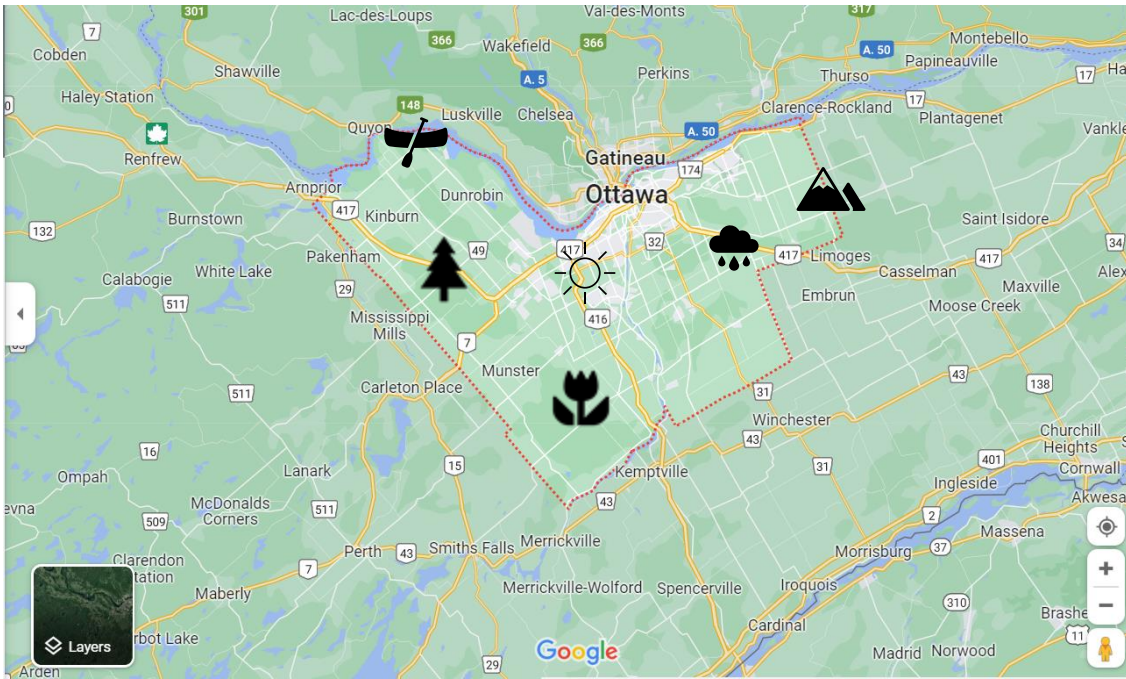 301
Lac-des-Loups
Val-des-Monts
317
7
366
Wakefield
366
Montebello
Cobden
A. 50
Papineauville
Shawville
A. 5
Perkins
Thurso
17
Ha
Haley Station
148
Clarence-Rockland
17
0
Luskville
Chelsea
Plantagenet
Quyon
A. 50
Vankle
Renfrew
Gatineau
174
Arnprior
Dunrobin
Ottawa
417
Kinburn
Burnstown
Saint Isidore
132
32
34
49
417
417
Limoges
417
Pakenham
Casselman
Calabogie
White Lake
Alex
29
Embrun
Maxville
511
Moose Creek
Mississippi
Mills
416
7
Munster
43
138
Carleton Place
31
511
Winchester
Churchill
Heights
S
16
43
15
401
Cornwall
Lanark
Kemptville
31
Ompah
Ingleside
43
McDonalds
Corners
511
Akwesa
evna
2
509
Massena
Merrickville
Perth
43
Smiths Falls
Morrisburg
37
Clarendon
Station
7
Merrickville-Wolford
Spencerville
Iroquois
Maberly
310
Brashe
Cardinal
11
rbot Lake
Layers
Google
Madrid
Norwood
29
Arden